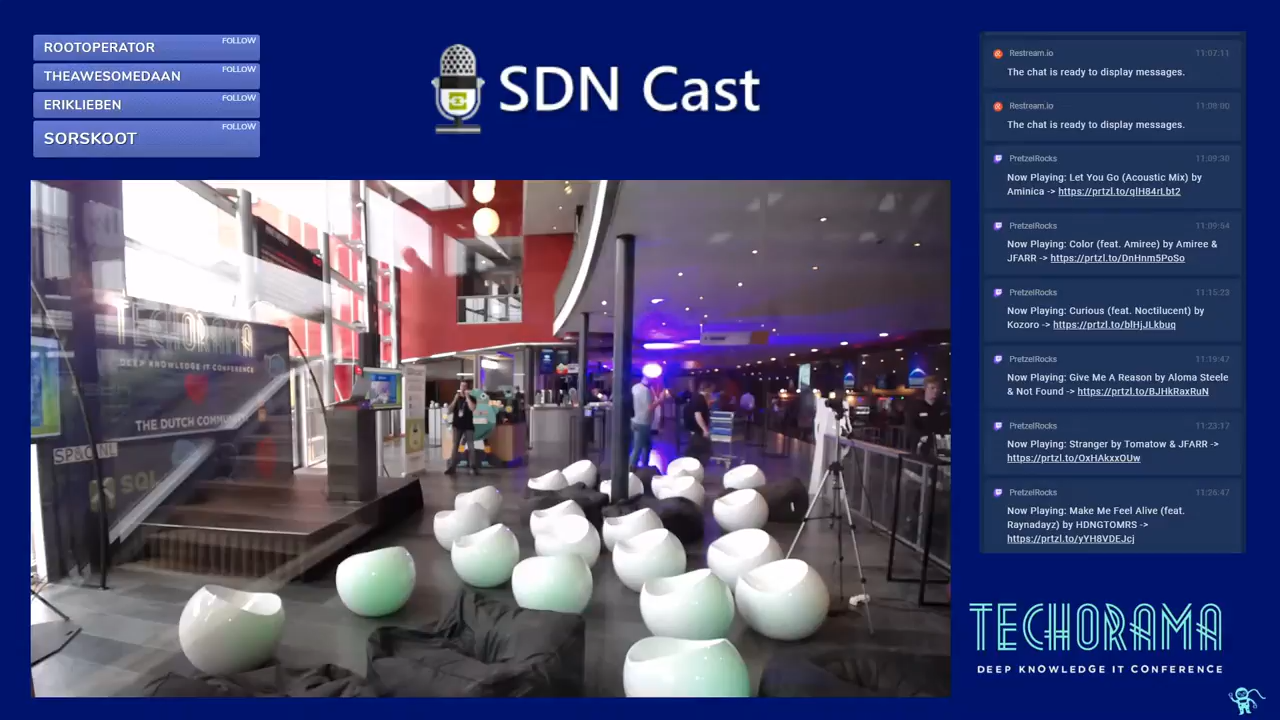 ROOTOPERATOR
FOLLOW
THEAWESOMEDAAN
FOLLOW
ERIKLIEBEN
FOLLOW
SORSKOOT
FOLLOW
SDN Cast
TECHORAMA
DEEP KNOWLEDGE IT CONFERENCE
THE DUTCH COMMUN
SP&C NL
SQL
Restream.io 11:07:11
The chat is ready to display messages.
Restream.io 11:08:00
The chat is ready to display messages.
PretzelRocks 11:09:30
Now Playing: Let You Go (Acoustic Mix) by
Aminica -> https://prtzl.to/qlH84rLbt2
PretzelRocks 11:09:54
Now Playing: Color (feat. Amiree) by Amiree &
JFARR -> https://prtzl.to/DnHnm5PoSo
PretzelRocks 11:15:23
Now Playing: Curious (feat. Noctilucent) by
Kozoro -> https://prtzl.to/blHjJLkbuq
PretzelRocks 11:19:47
Now Playing: Give Me A Reason by Aloma Steele
& Not Found -> https://prtzl.to/BJHkRaxRuN
PretzelRocks 11:23:17
Now Playing: Stranger by Tomatow & JFARR ->
https://prtzl.to/OxHAkxxOUw
PretzelRocks 11:26:47
Now Playing: Make Me Feel Alive (feat.
Raynadayz) by HDNGTOMRS ->
https://prtzl.to/yYH8VDEJcj
TECHORAMA
DEEP KNOWLEDGE IT CONFERENCE